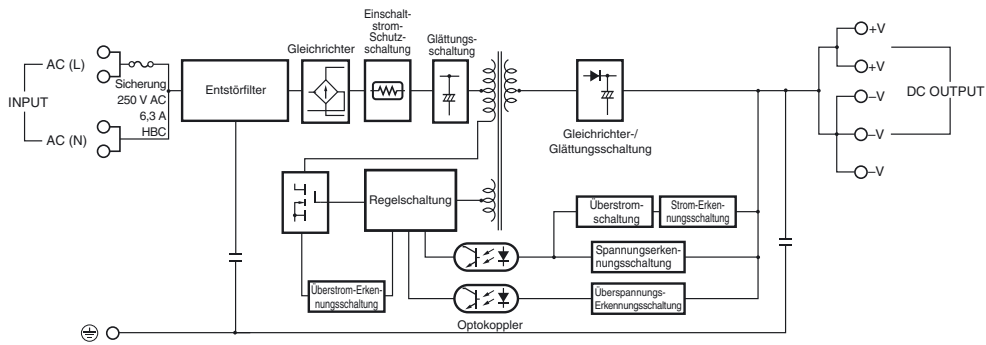 INPUT
AC (L)
AC (N)
Sicherung
250 V AC
6,3 A
HBC
Entstörfilter
Gleichrichter
Einschalt-
strom-
Schutz-
schaltung
Glättungs-
schaltung
Gleichrichter-/
Glättungsschaltung
+V
+V
–V
–V
–V
DC OUTPUT
Regelschaltung
Überstrom-
schaltung
Strom-Erken-
nungsschaltung
Spannungserken-
nungsschaltung
Überstrom-Erken-
nungsschaltung
Überspannungs-
Erkennungsschaltung
Optokoppler